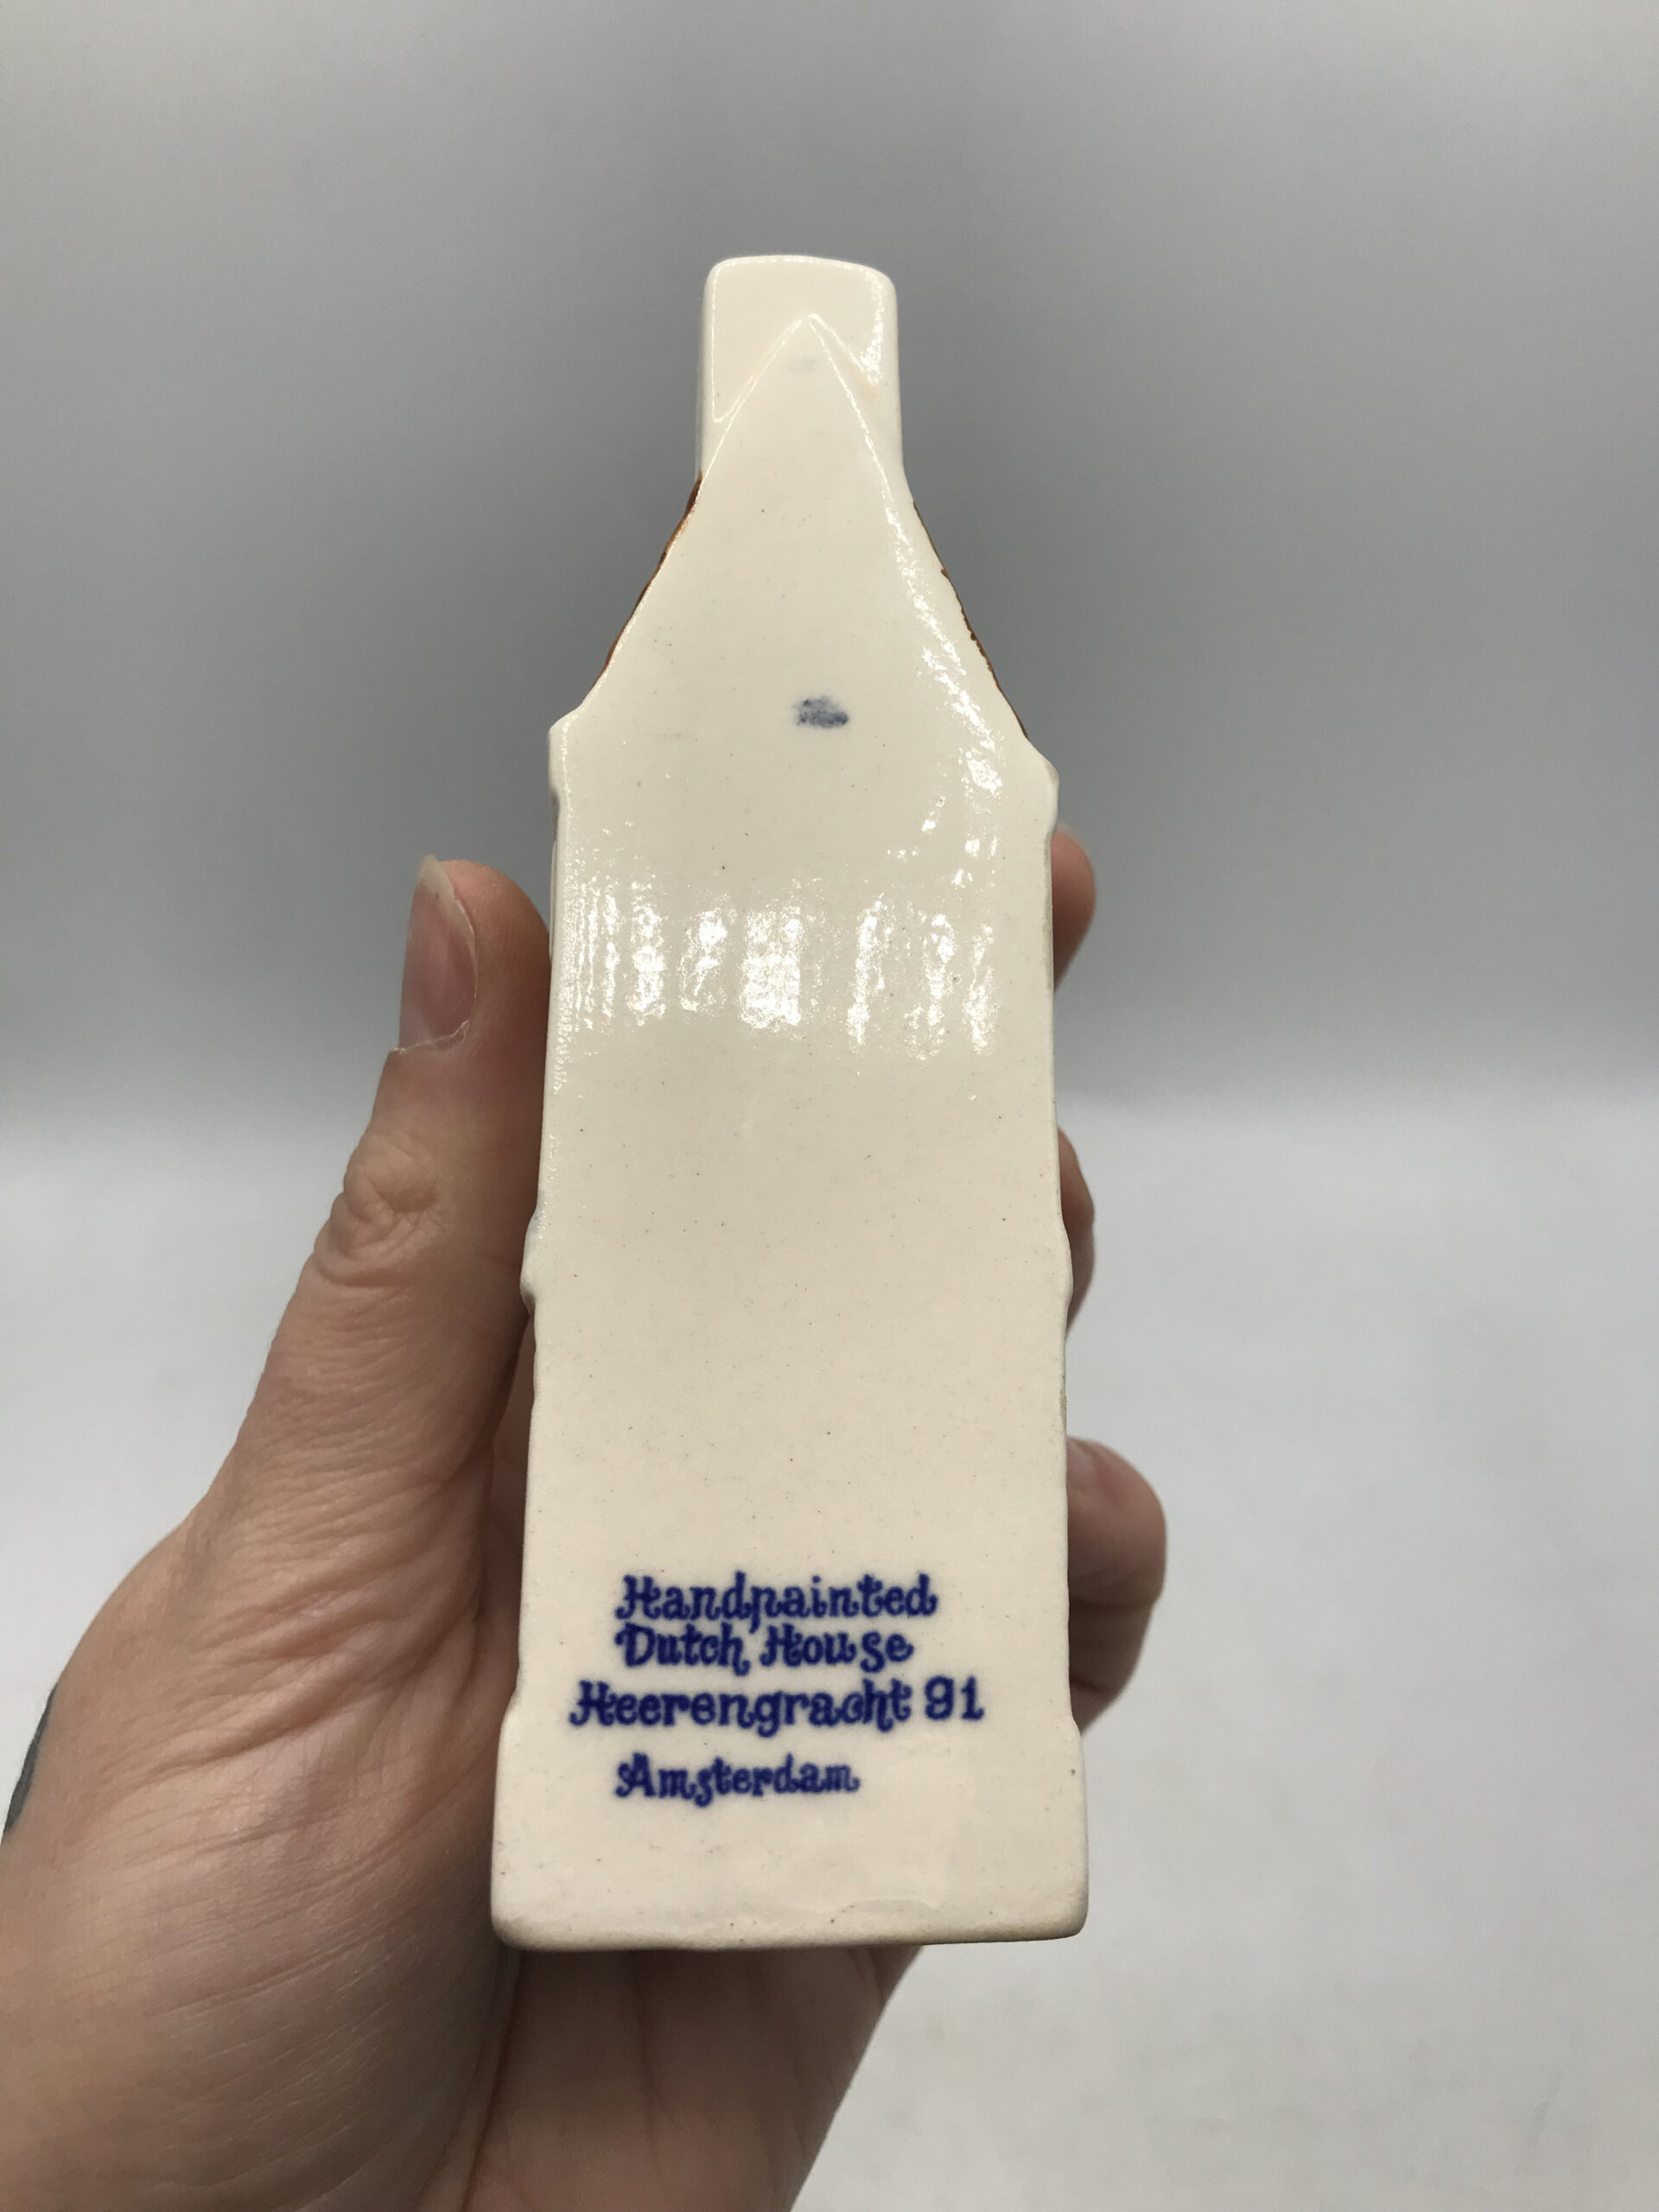 Handpainted
Dutch House
Heerengracht 91
Amsterdam